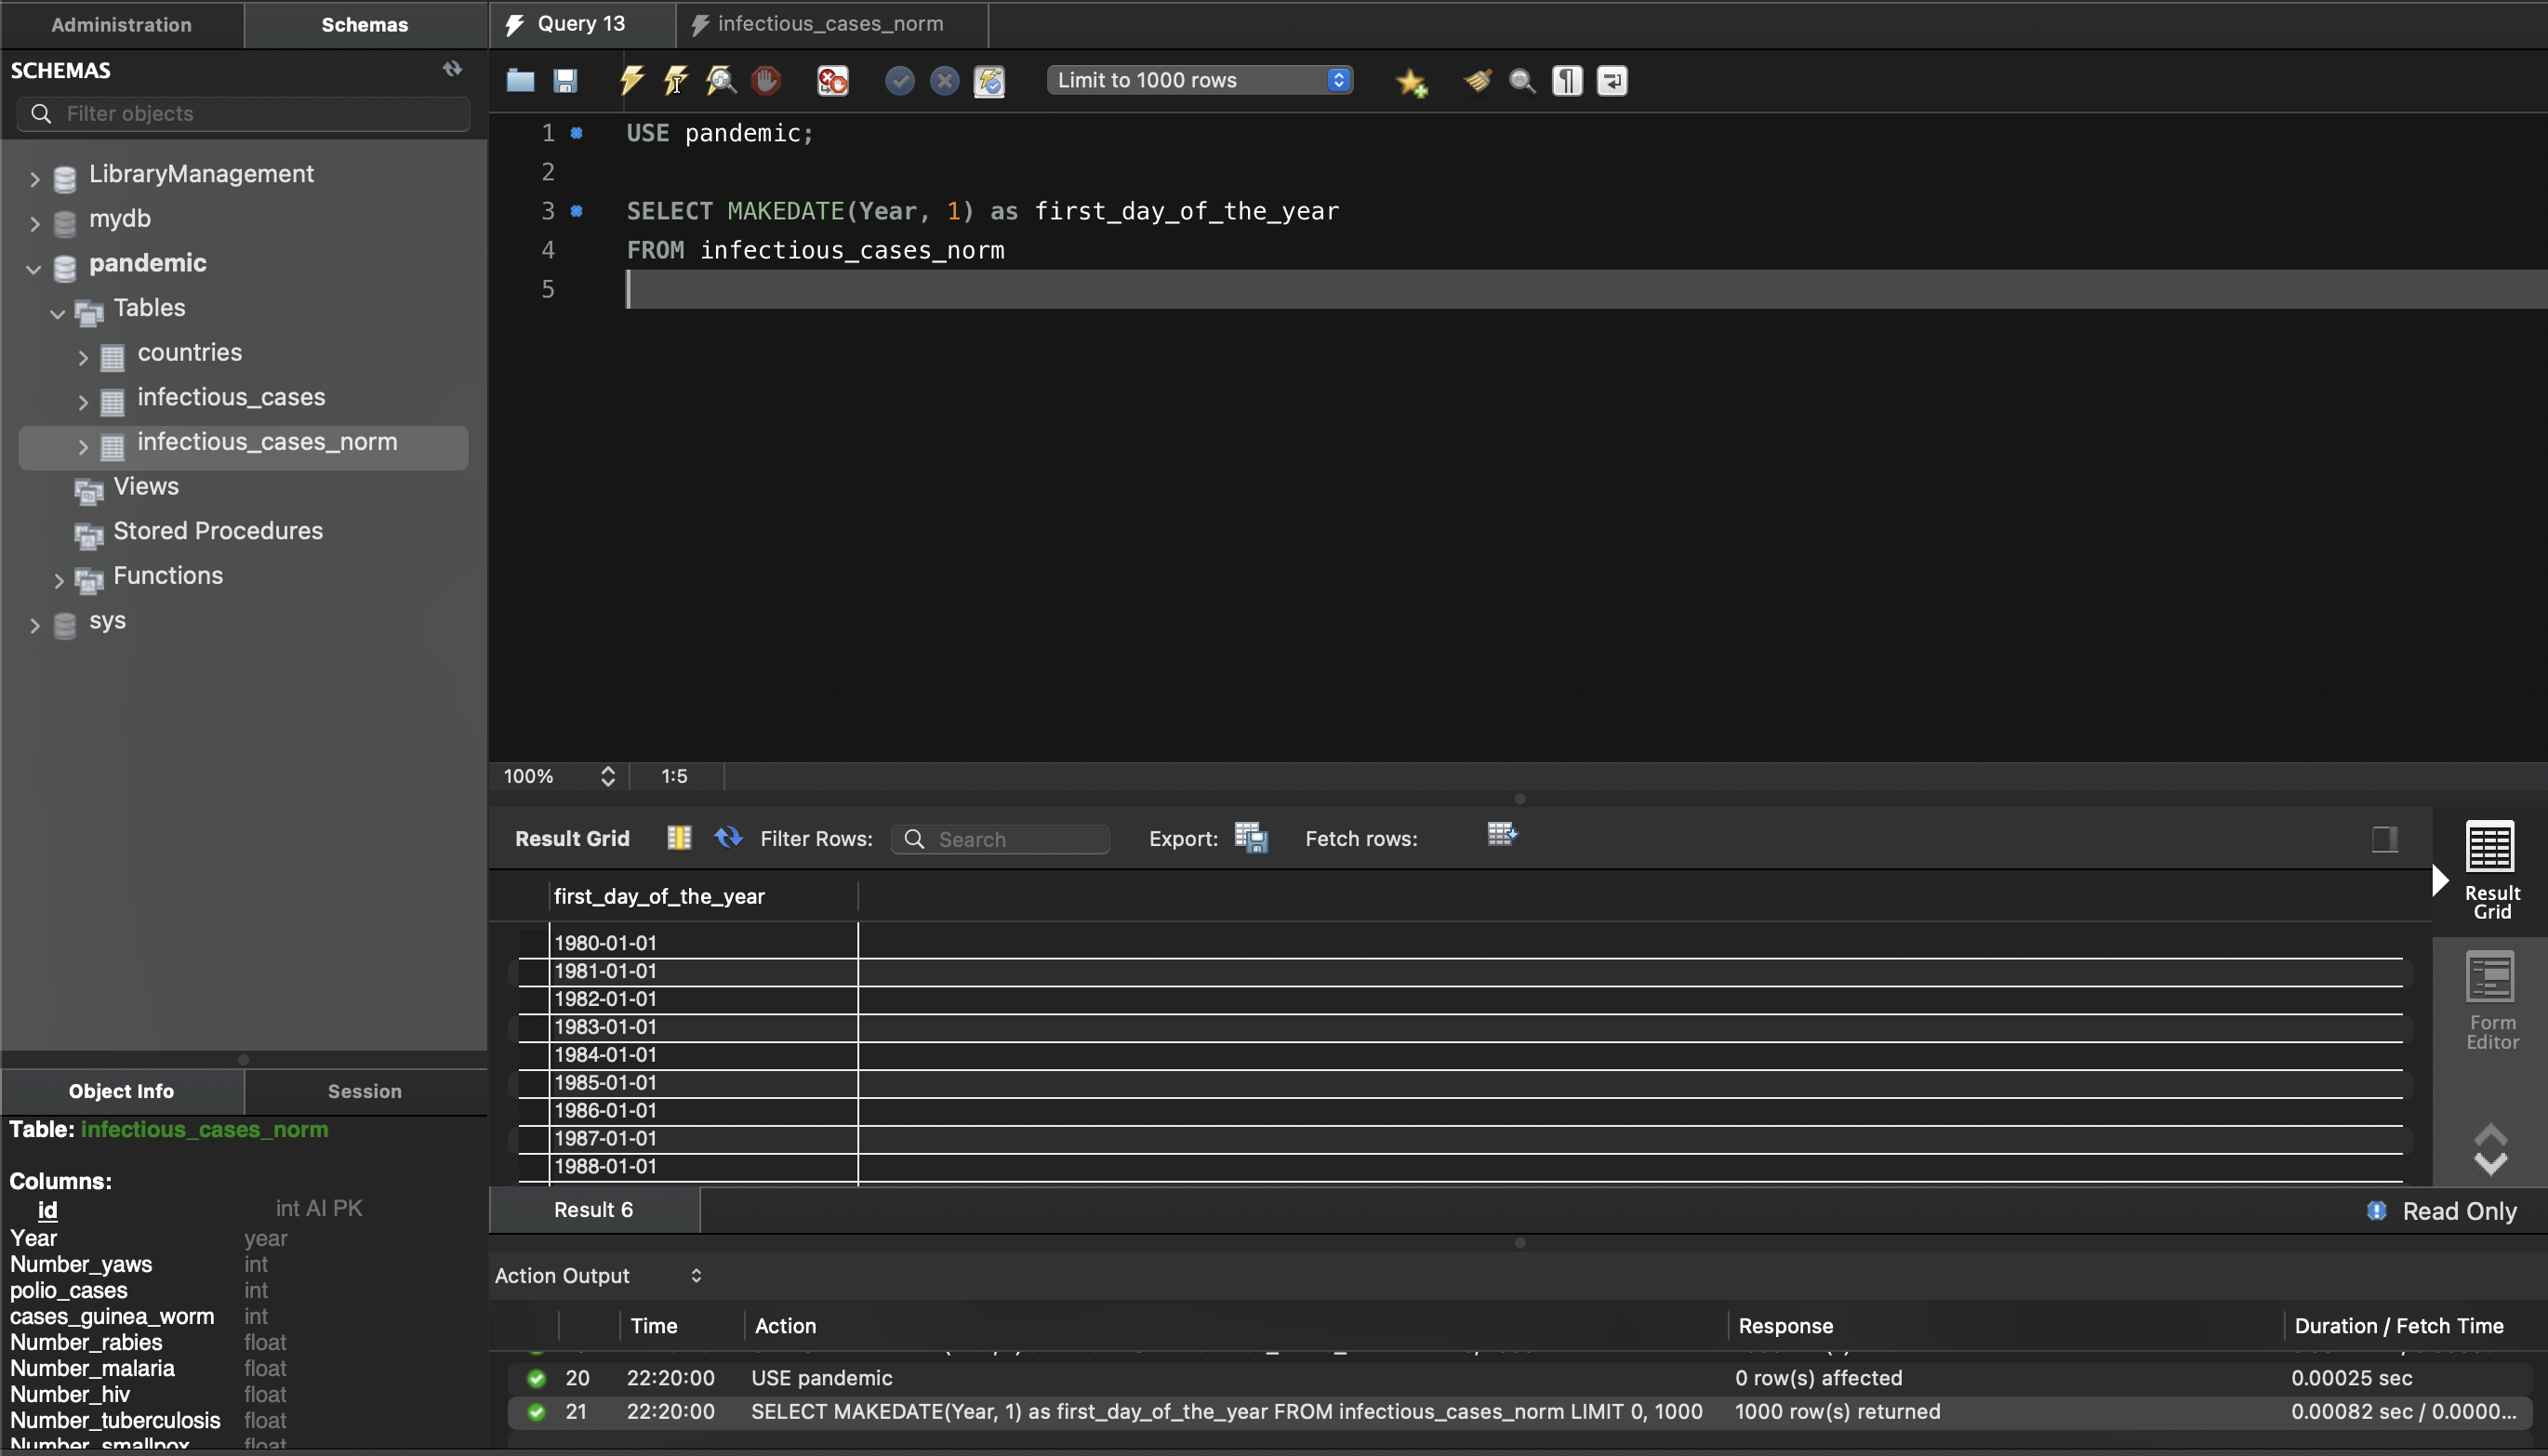 Administration
Schemas
Query 13
infectious_cases_norm
SCHEMAS
Filter objects
LibraryManagement
mydb
pandemic
Tables
countries
infectious_cases
infectious_cases_norm
Views
Stored Procedures
Functions
sys
Limit to 1000 rows
1 USE pandemic;
2
3 SELECT MAKEDATE(Year, 1) as first_day_of_the_year
4 FROM infectious_cases_norm
5
100% 1:5
Result Grid Filter Rows: Search Export: Fetch rows:
first_day_of_the_year
1980-01-01
1981-01-01
1982-01-01
1983-01-01
1984-01-01
1985-01-01
1986-01-01
1987-01-01
1988-01-01
Result
Grid
Form
Editor
Result 6
Read Only
Object Info
Session
Table: infectious_cases_norm
Columns:
id int AI PK
Year year
Number_yaws int
polio_cases int
cases_guinea_worm int
Number_rabies float
Number_malaria float
Number_hiv float
Number_tuberculosis float
Number_smallpox float
Action Output
Time Action Response Duration / Fetch Time
20 22:20:00 USE pandemic 0 row(s) affected 0.00025 sec
21 22:20:00 SELECT MAKEDATE(Year, 1) as first_day_of_the_year FROM infectious_cases_norm LIMIT 0, 1000 1000 row(s) returned 0.00082 sec / 0.0000...